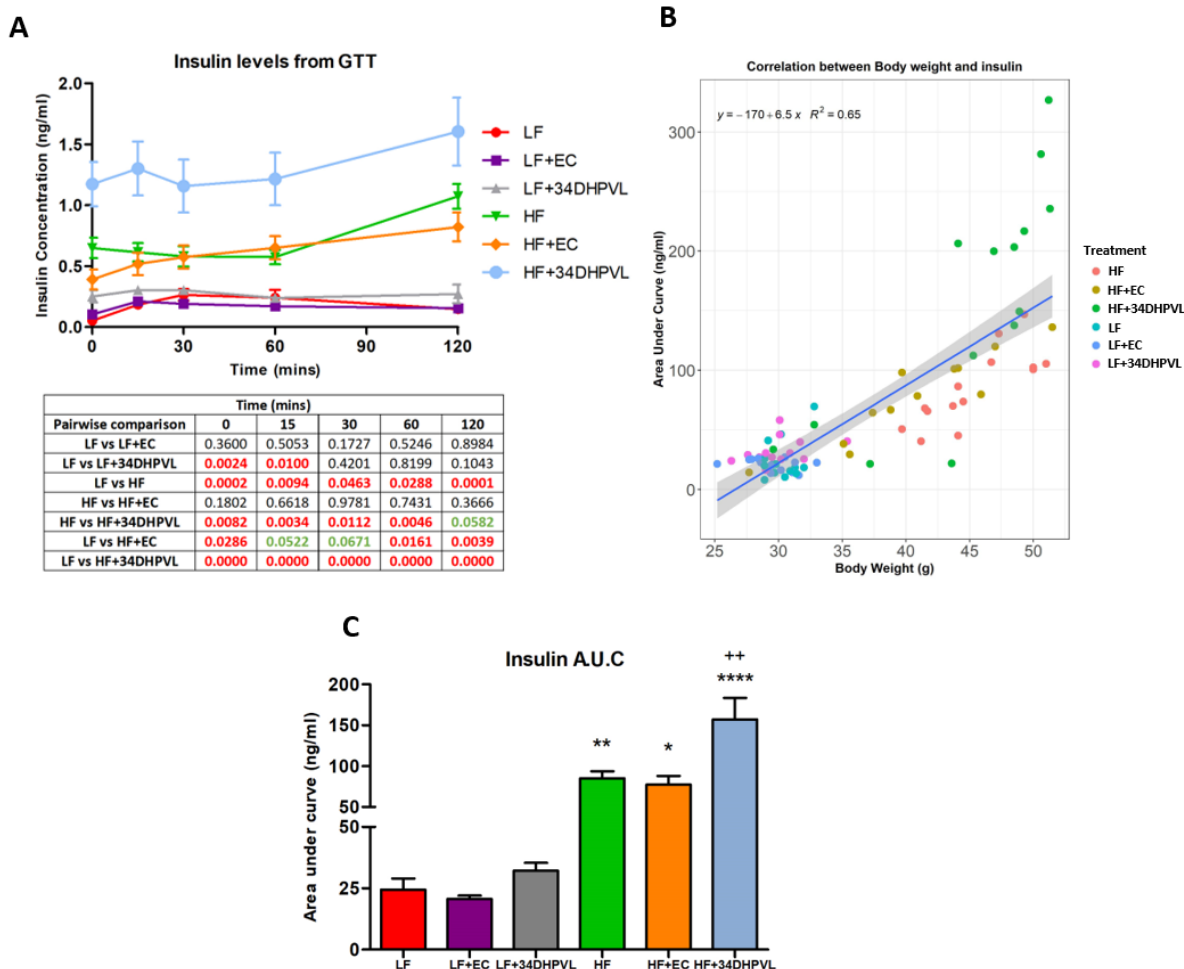 A
Insulin levels from GTT
Insulin Concentration (ng/ml)
2.0
1.5
1.0
0.5
0.0
0 30 60 90 120
Time (mins)
LF
LF+EC
LF+34DHPVL
HF
HF+EC
HF+34DHPVL
Time (mins)
Pairwise comparison 0 15 30 60 120
LF vs LF+EC 0.3600 0.5053 0.1727 0.5246 0.8984
LF vs LF+34DHPVL 0.0024 0.0100 0.4201 0.8199 0.1043
LF vs HF 0.0002 0.0094 0.0463 0.0288 0.0001
HF vs HF+EC 0.1802 0.6618 0.9781 0.7431 0.3666
HF vs HF+34DHPVL 0.0082 0.0034 0.0112 0.0046 0.0582
LF vs HF+EC 0.0286 0.0522 0.0671 0.0161 0.0039
LF vs HF+34DHPVL 0.0000 0.0000 0.0000 0.0000 0.0000
B
Correlation between Body weight and insulin
y = −170+6.5 x R² = 0.65
Area Under Curve (ng/ml)
300
200
100
0
25 30 35 40 45 50
Body Weight (g)
Treatment
HF
HF+EC
HF+34DHPVL
LF
LF+EC
LF+34DHPVL
C
Insulin A.U.C
Area under curve (ng/ml)
200
150
100
50
50
25
0
**
*
++
****
LF LF+EC LF+34DHPVL HF HF+EC HF+34DHPVL